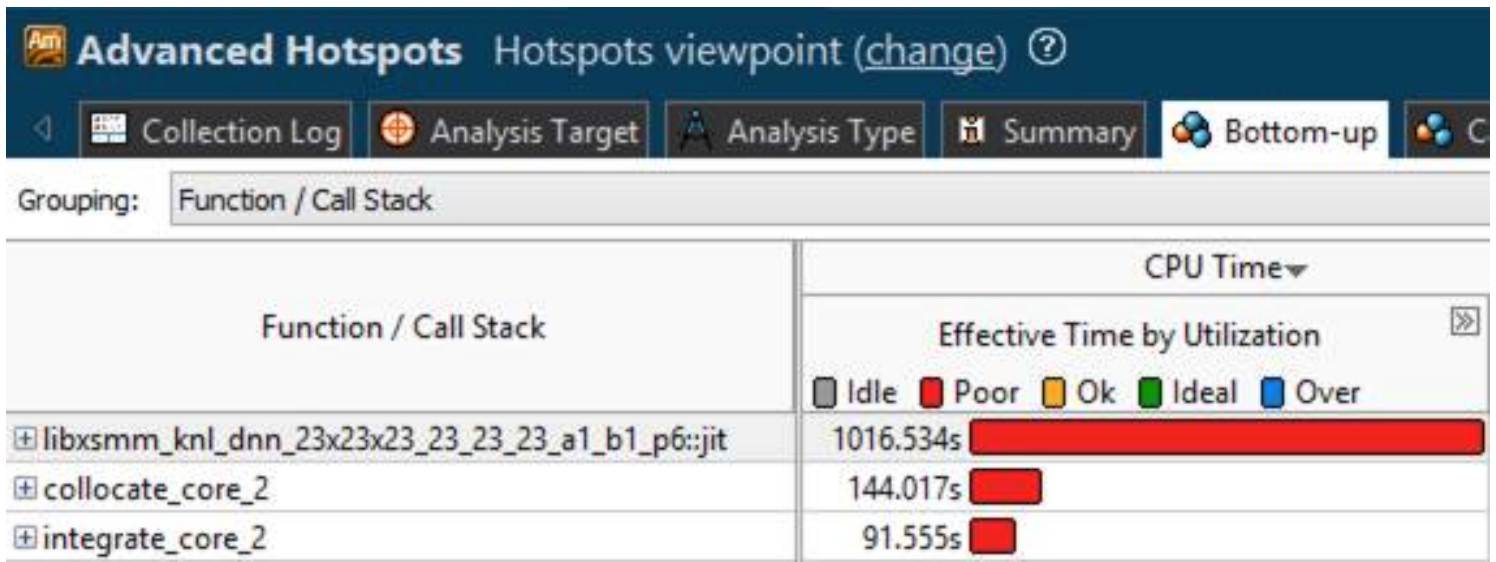 Am Advanced Hotspots Hotspots viewpoint (change) ?
Collection Log Analysis Target Analysis Type Summary Bottom-up
Grouping: Function / Call Stack
CPU Time
Function / Call Stack
Effective Time by Utilization
Idle Poor Ok Ideal Over
libxsmm_knl_dnn_23x23x23_23_23_23_a1_b1_p6::jit 1016.534s
collocate_core_2 144.017s
integrate_core_2 91.555s